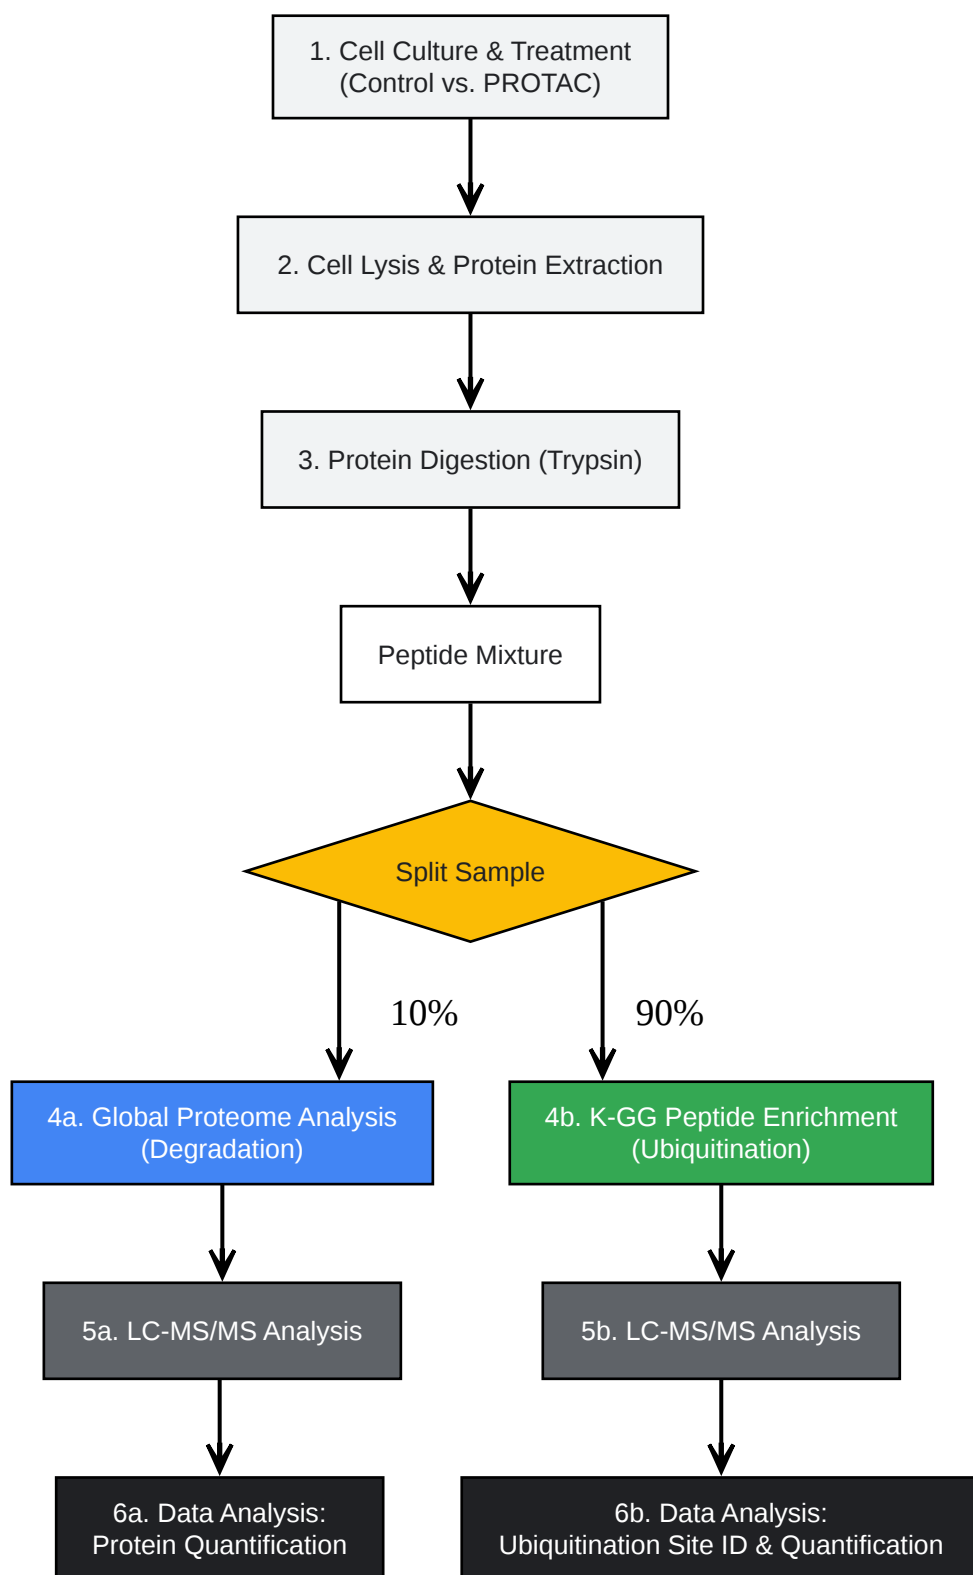 1. Cell Culture & Treatment
(Control vs. PROTAC)
2. Cell Lysis & Protein Extraction
3. Protein Digestion (Trypsin)
Peptide Mixture
Split Sample
10%
90%
4a. Global Proteome Analysis
(Degradation)
4b. K-GG Peptide Enrichment
(Ubiquitination)
5a. LC-MS/MS Analysis
5b. LC-MS/MS Analysis
6a. Data Analysis:
Protein Quantification
6b. Data Analysis:
Ubiquitination Site ID & Quantification